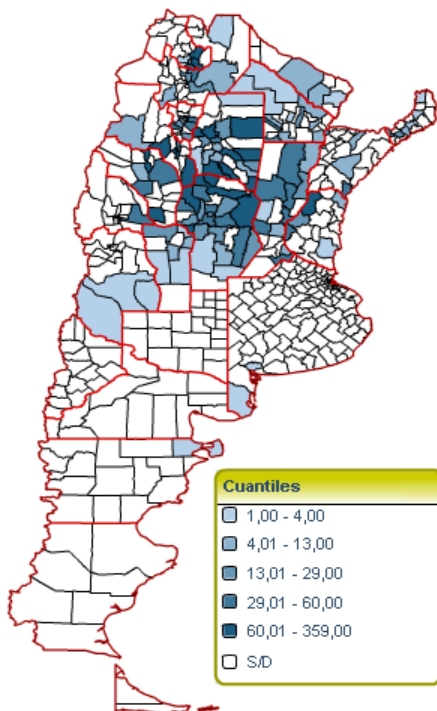 Cuantiles
1,00 - 4,00
4,01 - 13,00
13,01 - 29,00
29,01 - 60,00
60,01 - 359,00
S/D